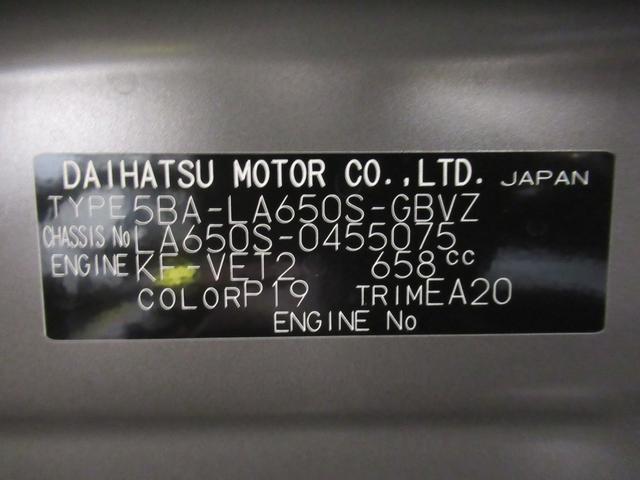 DAIHATSU MOTOR CO.,LTD. JAPAN
TYPE 5BA-LA650S-GBVZ
CHASSIS No LA650S-0455075
ENGINE KF-VET2 658cc
COLOR P19 TRIM EA20
ENGINE No